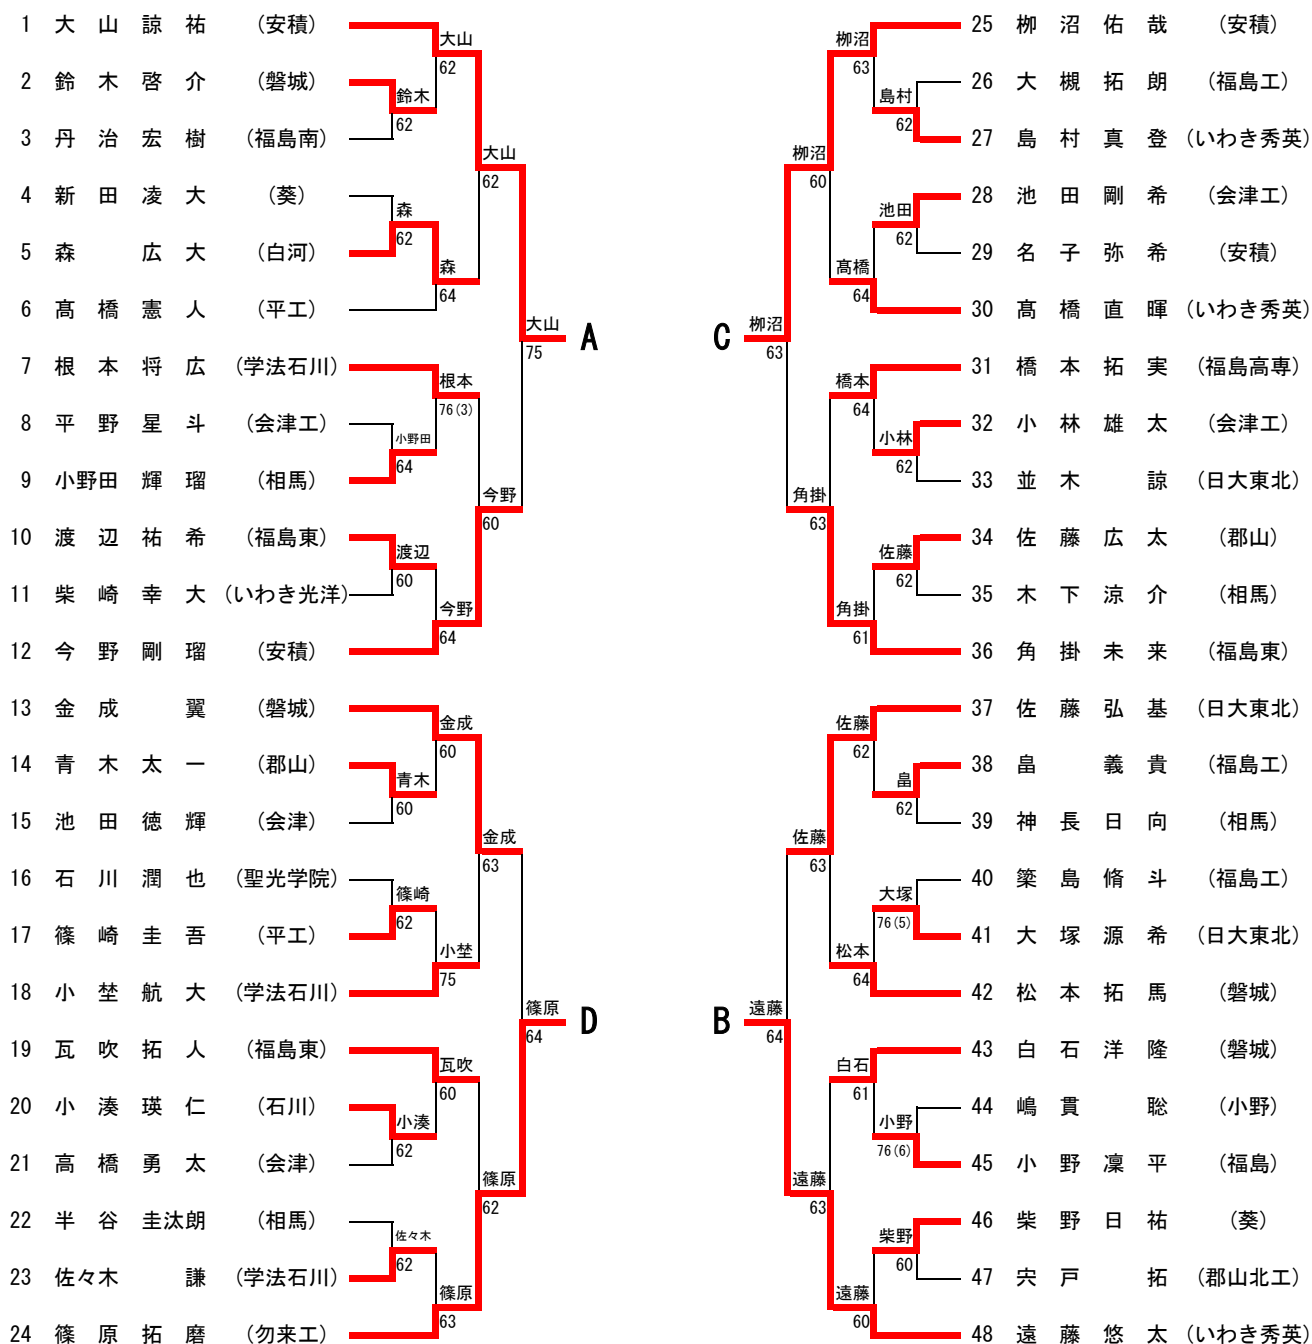 1 大山諒祐 (安積)
2 鈴木啓介 (磐城)
3 丹治宏樹 (福島南)
4 新田凌大 (葵)
5 森広大 (白河)
6 髙橋憲人 (平工)
7 根本将広 (学法石川)
8 平野星斗 (会津工)
9 小野田輝瑠 (相馬)
10 渡辺祐希 (福島東)
11 柴崎幸大 (いわき光洋)
12 今野剛瑠 (安積)
13 金成翼 (磐城)
14 青木太一 (郡山)
15 池田徳輝 (会津)
16 石川潤也 (聖光学院)
17 篠崎圭吾 (平工)
18 小埜航大 (学法石川)
19 瓦吹拓人 (福島東)
20 小湊瑛仁 (石川)
21 高橋勇太 (会津)
22 半谷圭汰朗 (相馬)
23 佐々木謙 (学法石川)
24 篠原拓磨 (勿来工)
鈴木
62
森
62
小野田
64
渡辺
60
青木
60
篠崎
62
小湊
62
佐々木
62
大山
62
森
64
根本
76(3)
今野
64
金成
60
小埜
75
瓦吹
60
篠原
63
大山
62
今野
60
金成
63
篠原
62
大山
75
A
篠原
64
D
C
栁沼
63
B
遠藤
64
栁沼
60
角掛
63
佐藤
63
遠藤
63
栁沼
63
髙橋
64
橋本
64
角掛
61
佐藤
62
松本
64
白石
61
遠藤
60
島村
62
池田
62
小林
62
佐藤
62
畠
62
大塚
76(5)
小野
76(6)
柴野
60
25 栁沼佑哉 (安積)
26 大槻拓朗 (福島工)
27 島村真登 (いわき秀英)
28 池田剛希 (会津工)
29 名子弥希 (安積)
30 髙橋直暉 (いわき秀英)
31 橋本拓実 (福島高専)
32 小林雄太 (会津工)
33 並木諒 (日大東北)
34 佐藤広太 (郡山)
35 木下涼介 (相馬)
36 角掛未来 (福島東)
37 佐藤弘基 (日大東北)
38 畠義貴 (福島工)
39 神長日向 (相馬)
40 簗島脩斗 (福島工)
41 大塚源希 (日大東北)
42 松本拓馬 (磐城)
43 白石洋隆 (磐城)
44 嶋貫聡 (小野)
45 小野凜平 (福島)
46 柴野日祐 (葵)
47 宍戸拓 (郡山北工)
48 遠藤悠太 (いわき秀英)